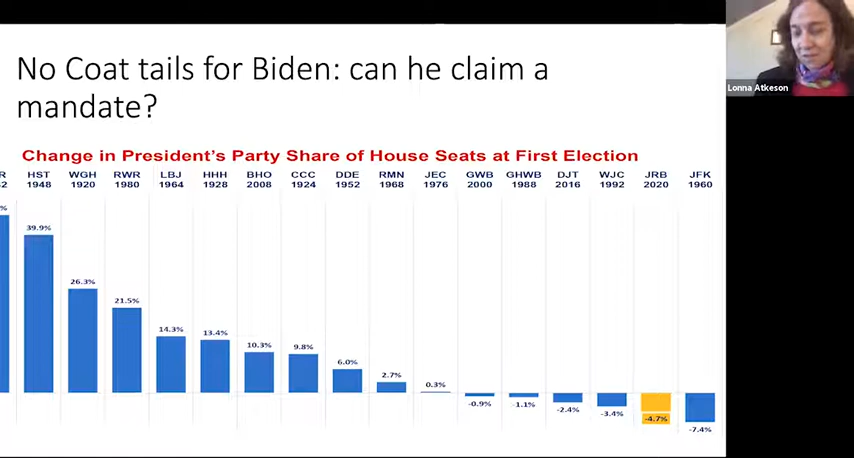 No Coat tails for Biden: can he claim a
mandate?
Lonna Atkeson
Change in President's Party Share of House Seats at First Election
R HST WGH RWR LBJ HHH BHO CCC DDE RMN JEC GWB GHWB DJT WJC JRB JFK
2 1948 1920 1980 1964 1928 2008 1924 1952 1968 1976 2000 1988 2016 1992 2020 1960
%
39.9%
26.3%
21.5%
14.3%
13.4%
10.3%
9.8%
6.0%
2.7%
0.3%
-0.9%
-1.1%
-2.4%
-3.4%
-4.7%
-7.4%